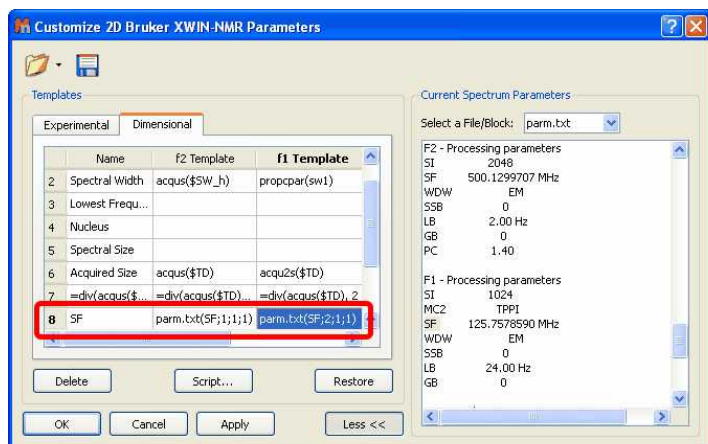 Customize 2D Bruker XWIN-NMR Parameters
Templates
Experimental Dimensional
Name f2 Template f1 Template
2 Spectral Width acqus($SW_h) propcpar(sw1)
3 Lowest Frequ...
4 Nucleus
5 Spectral Size
6 Acquired Size acqus($TD) acqu2s($TD)
7 =div(acqus($... =div(acqus($TD)... =div(acqus($TD), 2
8 SF parm.txt(SF;1;1;1) parm.txt(SF;2;1;1)
Delete Script... Restore
OK Cancel Apply Less <<
Current Spectrum Parameters
Select a File/Block: parm.txt
F2 - Processing parameters
SI 2048
SF 500.1299707 MHz
WDW EM
SSB 0
LB 2.00 Hz
GB 0
PC 1.40
F1 - Processing parameters
SI 1024
MC2 TPPI
SF 125.7578590 MHz
WDW EM
SSB 0
LB 24.00 Hz
GB 0